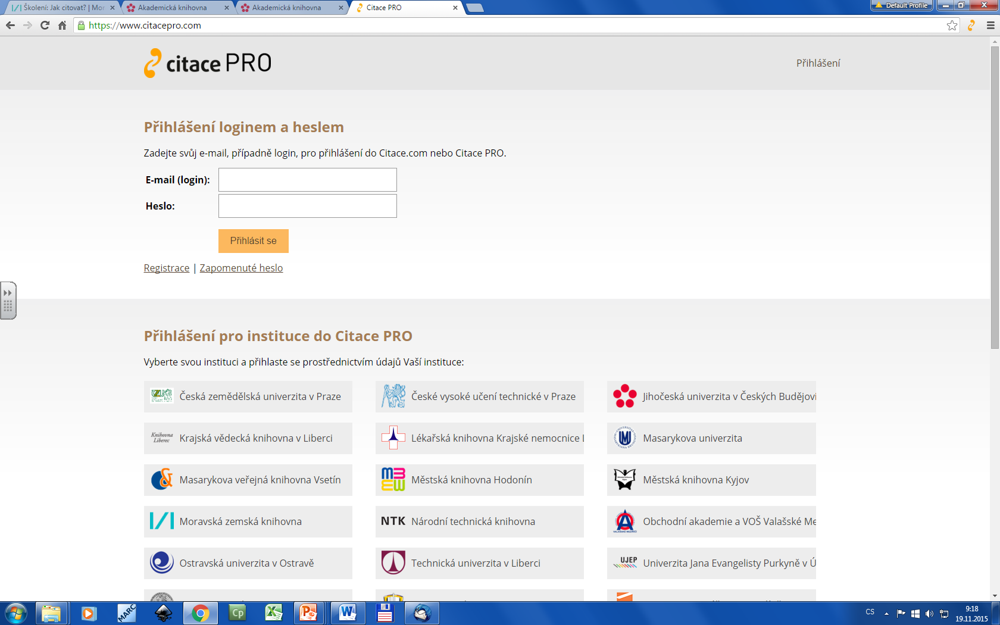 Školení: Jak citovat? | Mor
Akademická knihovna
Akademická knihovna
Citace PRO
Default Profile
https://www.citacepro.com
citace PRO
Přihlášení
Přihlášení loginem a heslem
Zadejte svůj e-mail, případně login, pro přihlášení do Citace.com nebo Citace PRO.
E-mail (login):
Heslo:
Přihlásit se
Registrace | Zapomenuté heslo
Přihlášení pro instituce do Citace PRO
Vyberte svou instituci a přihlaste se prostřednictvím údajů Vaší instituce:
Česká zemědělská univerzita v Praze
České vysoké učení technické v Praze
Jihočeská univerzita v Českých Budějovi
Knihovna Liberec
Krajská vědecká knihovna v Liberci
Lékařská knihovna Krajské nemocnice
Masarykova univerzita
Masarykova veřejná knihovna Vsetín
Městská knihovna Hodonín
Městská knihovna Kyjov
Moravská zemská knihovna
NTK
Národní technická knihovna
Obchodní akademie a VOŠ Valašské Me
Ostravská univerzita v Ostravě
Technická univerzita v Liberci
UJEP
Univerzita Jana Evangelisty Purkyně v Ú
MARC
Cp
CS
9:18
19.11.2015